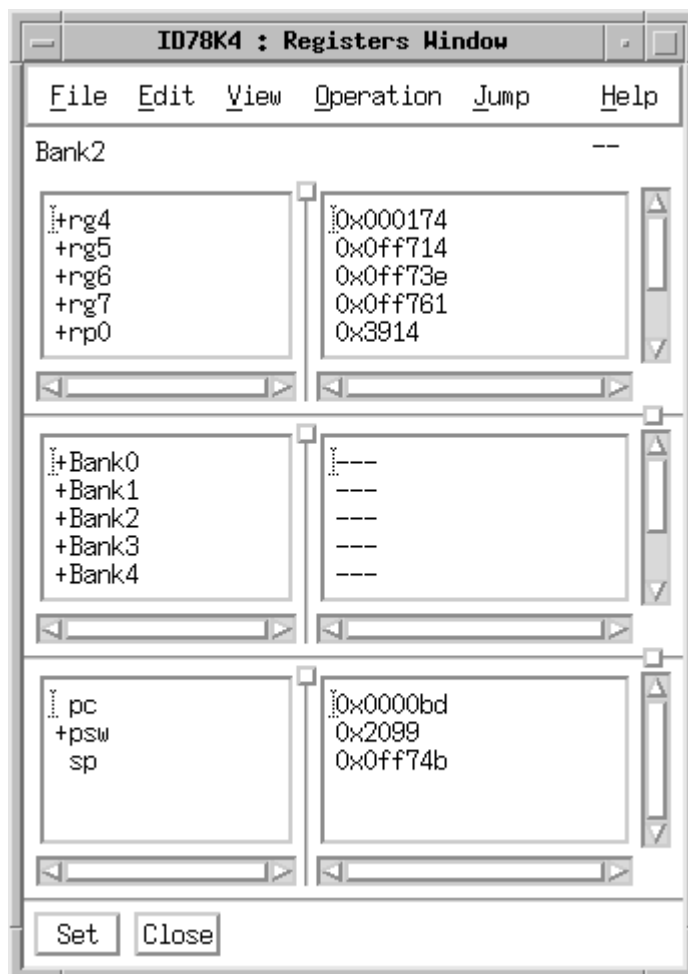 ID78K4 : Registers Window
File Edit View Operation Jump Help
Bank2 --
+rg4 0x000174
+rg5 0x0ff714
+rg6 0x0ff73e
+rg7 0x0ff761
+rp0 0x3914
+Bank0 ---
+Bank1 ---
+Bank2 ---
+Bank3 ---
+Bank4 ---
pc 0x0000bd
+psw 0x2099
sp 0x0ff74b
Set Close